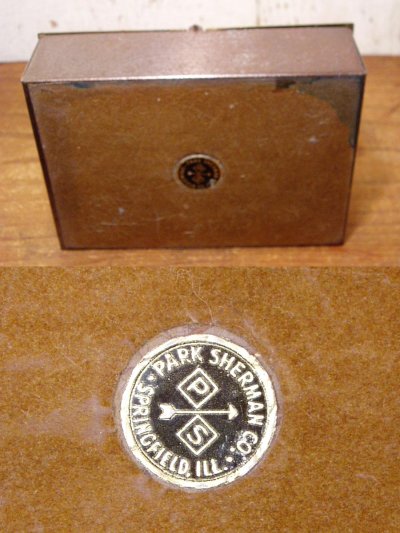 · PARK SHERMAN CO. ·
SPRINGFIELD, ILL.
P
S